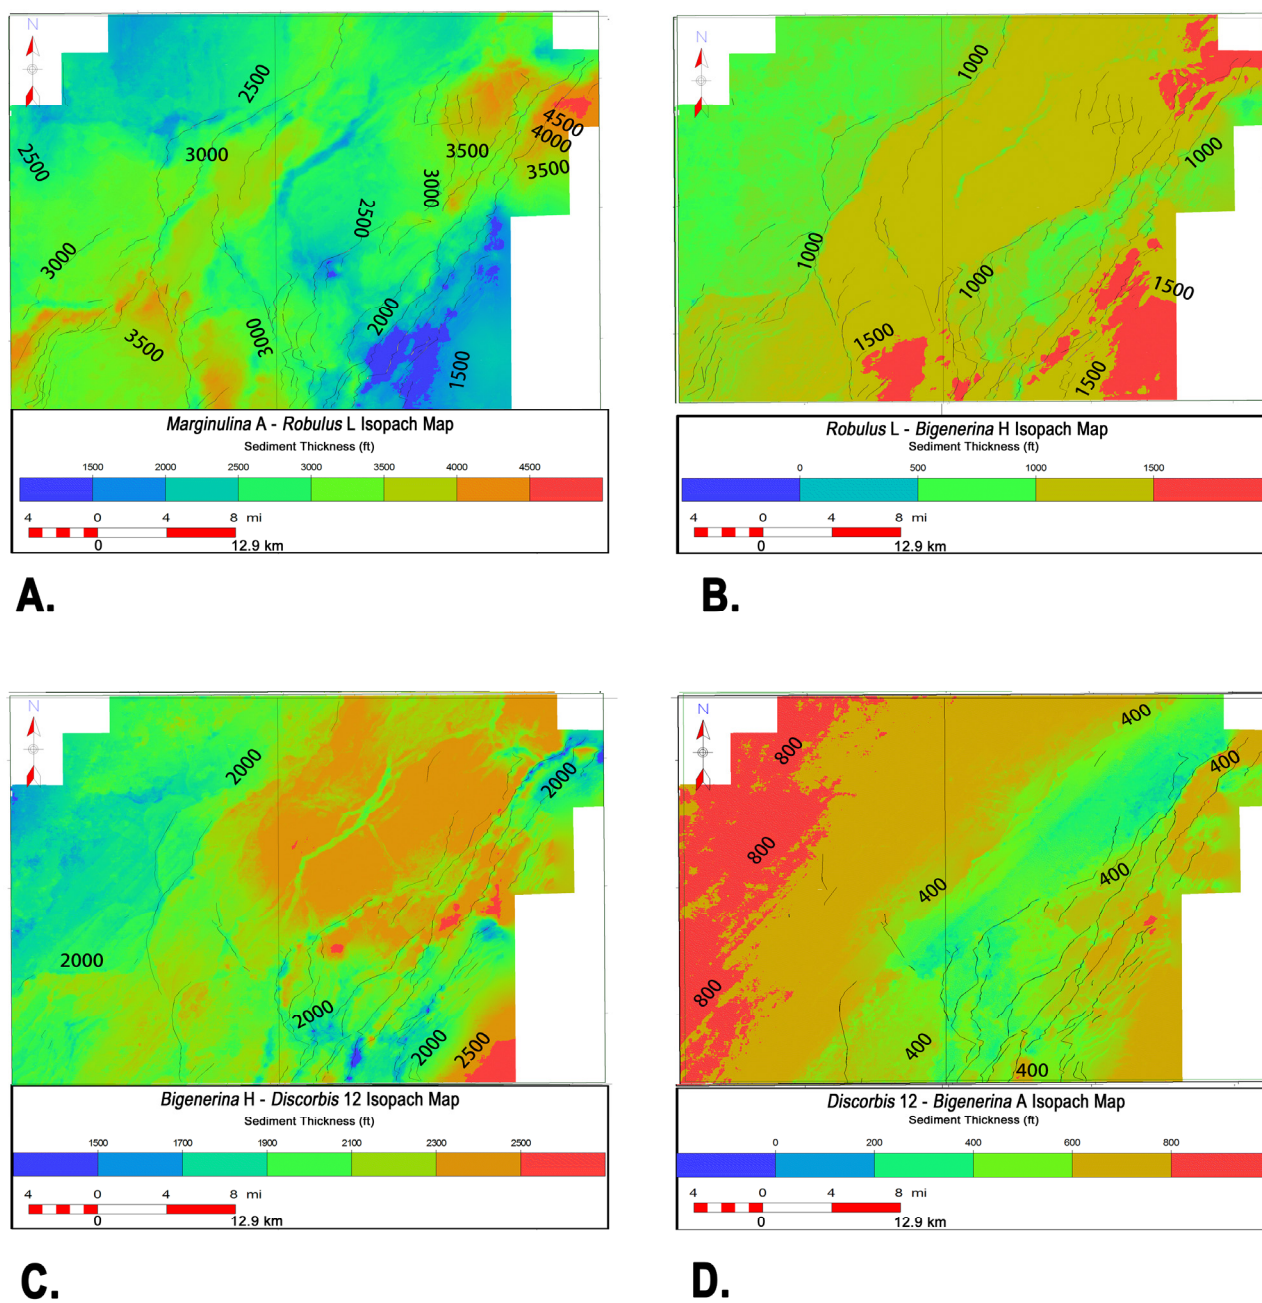 N
2500
2500
3000
3500
4500
4000
3500
3000
2500
3000
2000
3000
3500
1500
Marginulina A - Robulus L Isopach Map
Sediment Thickness (ft)
1500 2000 2500 3000 3500 4000 4500
4 0 4 8 mi
0 12.9 km
A.
N
1000
1000
1000
1000
1500
1500
1500
Robulus L - Bigenerina H Isopach Map
Sediment Thickness (ft)
0 500 1000 1500
4 0 4 8 mi
0 12.9 km
B.
N
2000
2000
2000
2000
2000
2500
Bigenerina H - Discorbis 12 Isopach Map
Sediment Thickness (ft)
1500 1700 1900 2100 2300 2500
4 0 4 8 mi
0 12.9 km
C.
N
400
800
400
800
400
400
800
400
400
Discorbis 12 - Bigenerina A Isopach Map
Sediment Thickness (ft)
0 200 400 600 800
4 0 4 8 mi
0 12.9 km
D.